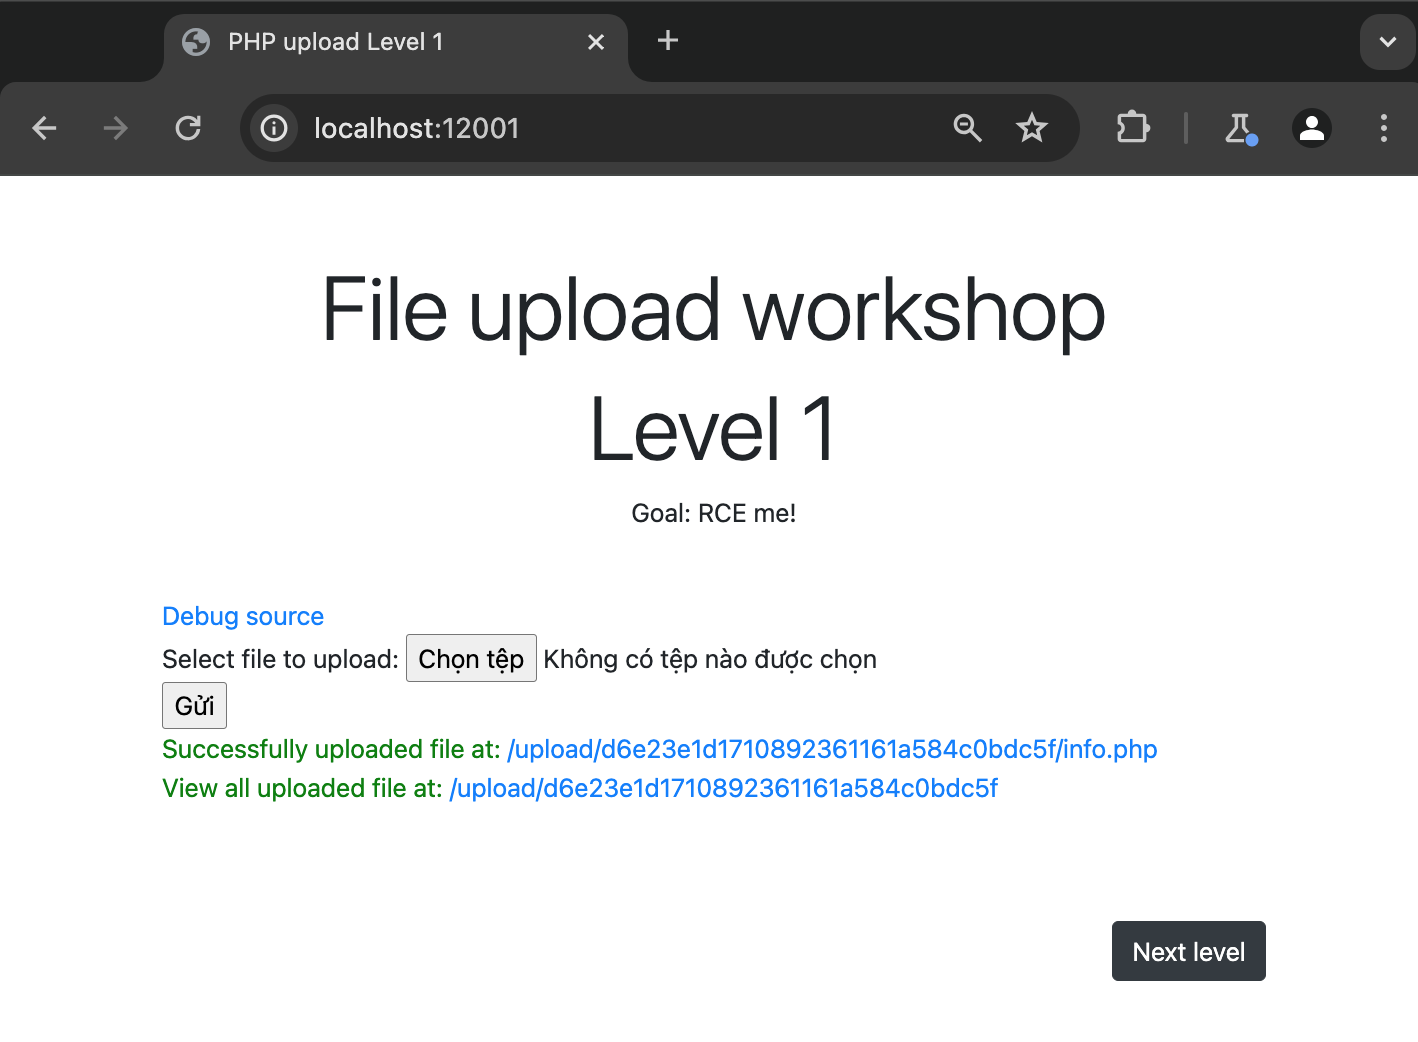 PHP upload Level 1
localhost:12001
File upload workshop
Level 1
Goal: RCE me!
Debug source
Select file to upload: Chọn tệp Không có tệp nào được chọn
Gửi
Successfully uploaded file at: /upload/d6e23e1d1710892361161a584c0bdc5f/info.php
View all uploaded file at: /upload/d6e23e1d1710892361161a584c0bdc5f
Next level